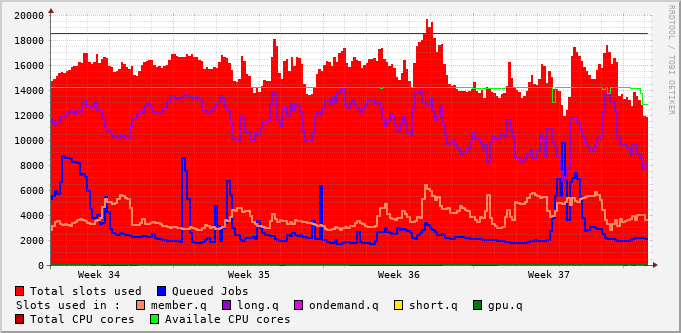 20000
18000
16000
14000
12000
10000
8000
6000
4000
2000
0
Week 34 Week 35 Week 36 Week 37
RRDTOOL / TOBI OETIKER
Total slots used Queued Jobs
Slots used in : member.q long.q ondemand.q short.q gpu.q
Total CPU cores Availale CPU cores